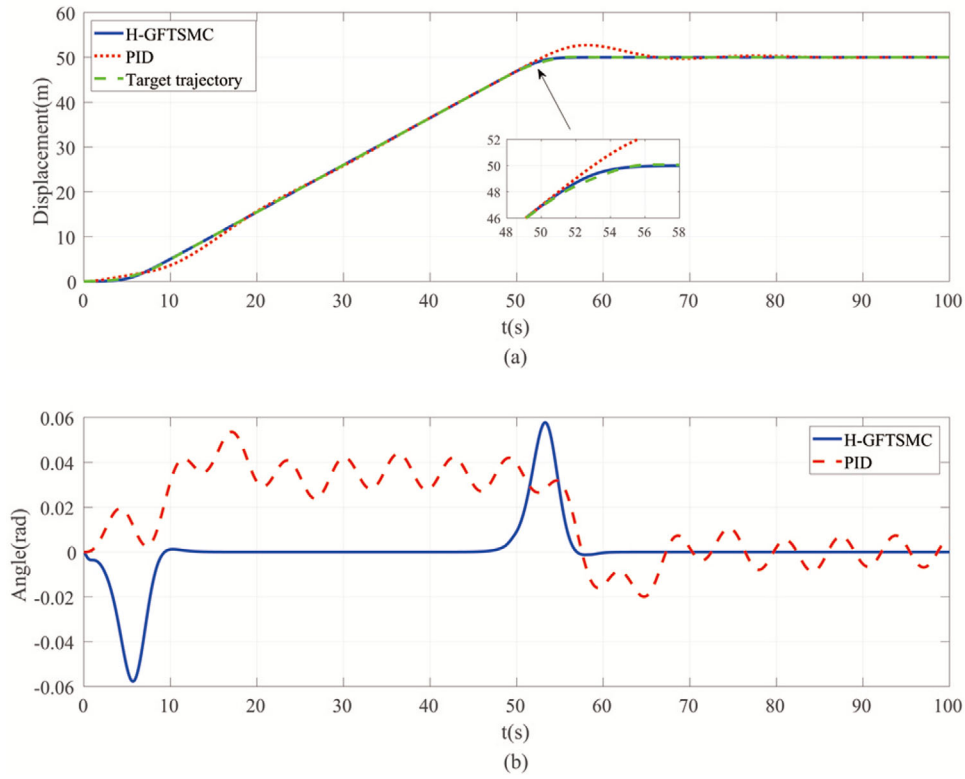 H-GFTSMC
PID
Target trajectory
Displacement(m)
60
50
40
30
20
10
0
52
50
48
46
48 50 52 54 56 58
0 10 20 30 40 50 60 70 80 90 100
t(s)
(a)
H-GFTSMC
PID
Angle(rad)
0.06
0.04
0.02
0
-0.02
-0.04
-0.06
0 10 20 30 40 50 60 70 80 90 100
t(s)
(b)